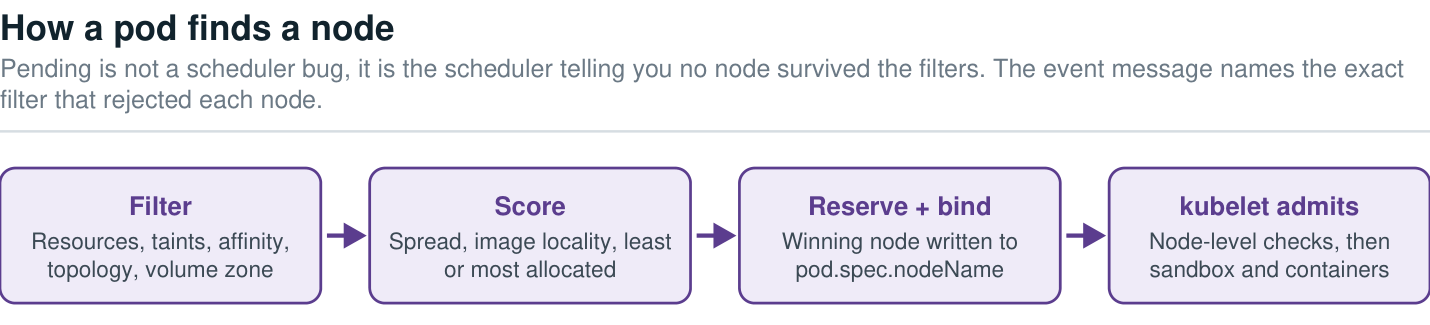 How a pod finds a node
Pending is not a scheduler bug, it is the scheduler telling you no node survived the filters. The event message names the exact
filter that rejected each node.
Filter
Resources, taints, affinity,
topology, volume zone
Score
Spread, image locality, least
or most allocated
Reserve + bind
Winning node written to
pod.spec.nodeName
kubelet admits
Node-level checks, then
sandbox and containers